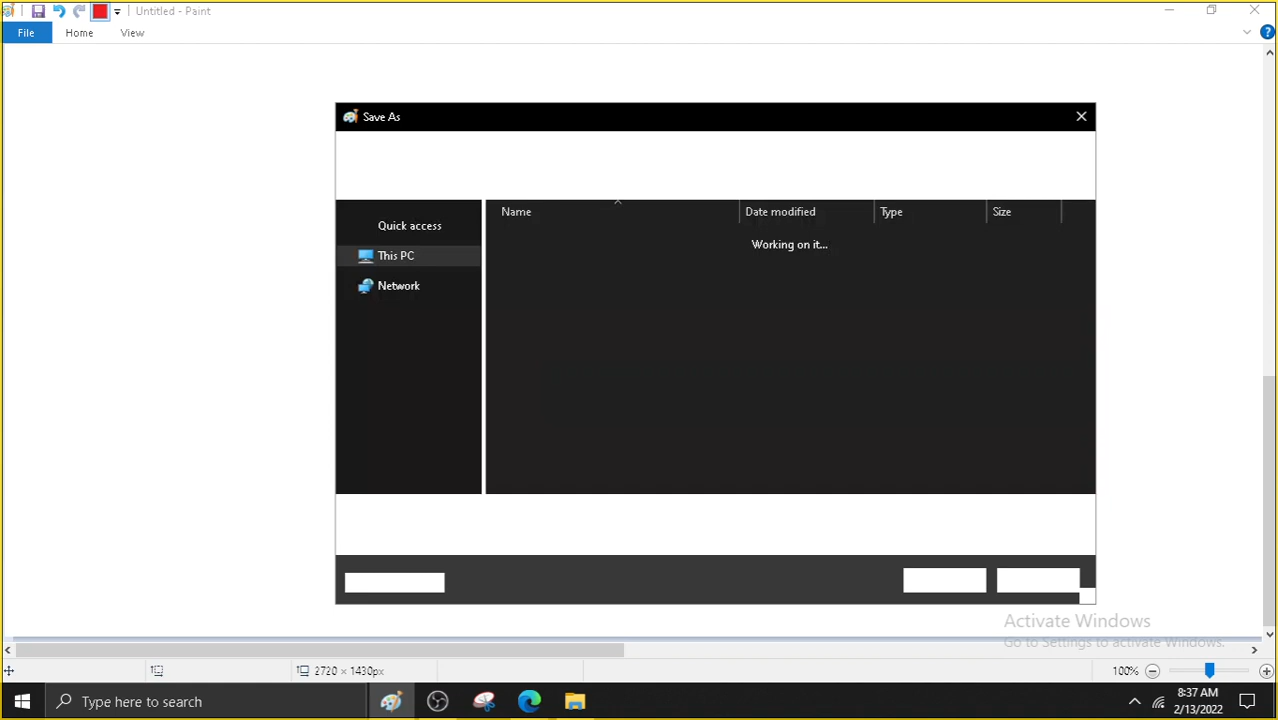 Untitled - Paint
File Home View
Save As
Name Date modified Type Size
Quick access
Working on it...
This PC
Network
Activate Windows
Go to Settings to activate Windows.
2720 × 1430px 100%
Type here to search
8:37 AM
2/13/2022